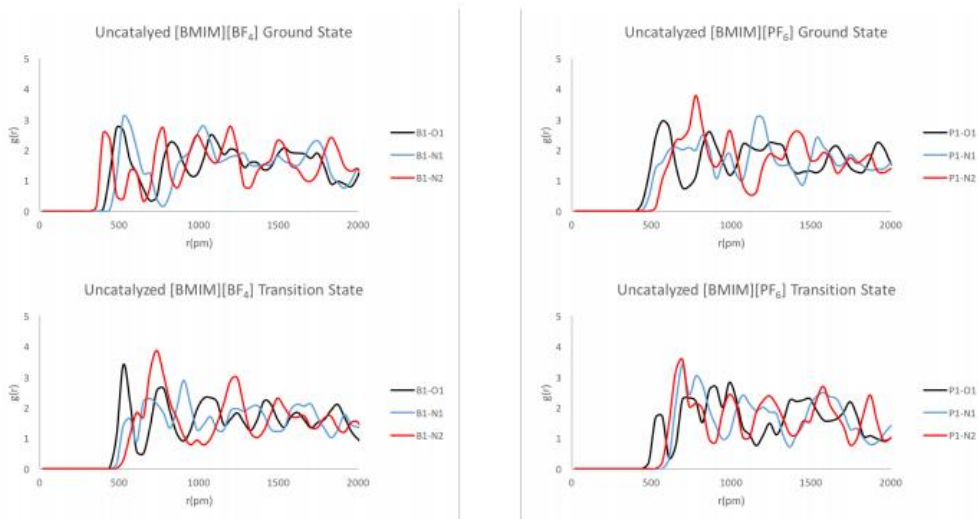 Uncatalyed [BMIM][BF₄] Ground State
5
4
3
2
1
0
g(r)
0 500 1000 1500 2000
r(pm)
B1-O1
B1-N1
B1-N2
Uncatalyzed [BMIM][PF₆] Ground State
5
4
3
2
1
0
g(r)
0 500 1000 1500 2000
r(pm)
P1-O1
P1-N1
P1-N2
Uncatalyzed [BMIM][BF₄] Transition State
5
4
3
2
1
0
g(r)
0 500 1000 1500 2000
r(pm)
B1-O1
B1-N1
B1-N2
Uncatalyzed [BMIM][PF₆] Transition State
5
4
3
2
1
0
g(r)
0 500 1000 1500 2000
r(pm)
P1-O1
P1-N1
P1-N2